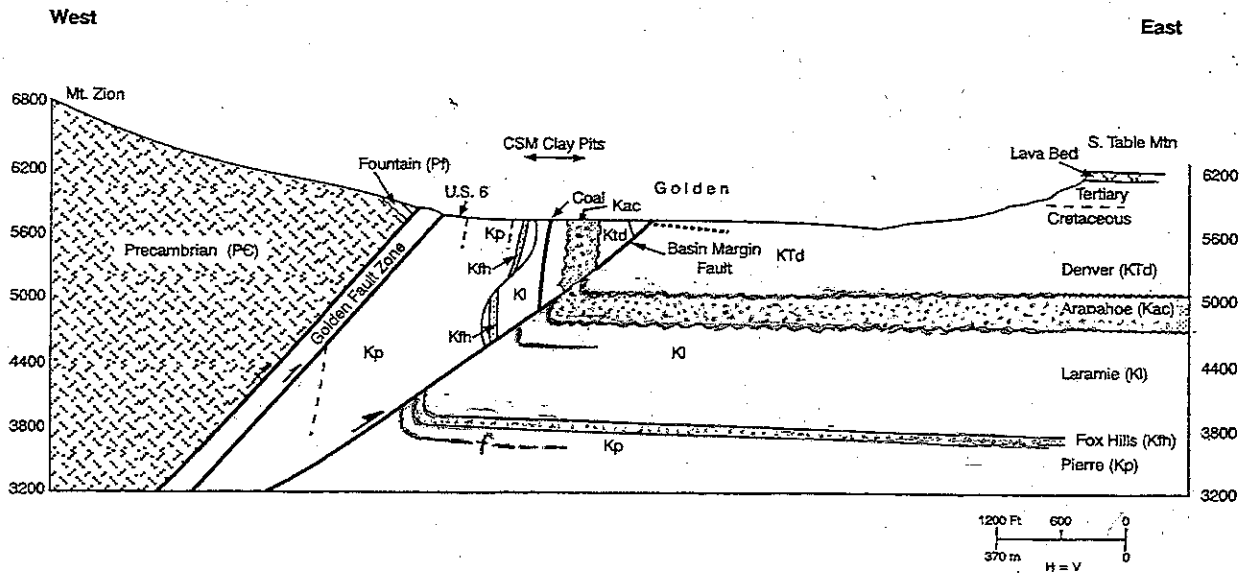 West
East
6800
Mt. Zion
CSM Clay Pits
S. Table Mtn
Lava Bed
6200
Fountain (Pf)
U.S. 6
Coal
Kac
Golden
6200
Tertiary
Cretaceous
5600
Kp
Ktd
5600
Precambrian (P€)
Kfh
Basin Margin
Fault
KTd
Denver (KTd)
Golden Fault Zone
5000
Kl
5000
Arapahoe (Kac)
Kfh
Kp
Kl
4400
4400
Laramie (Kl)
3800
3800
Kp
Fox Hills (Kfh)
Pierre (Kp)
3200
3200
1200 Ft 600 0
370 m 0
H = V